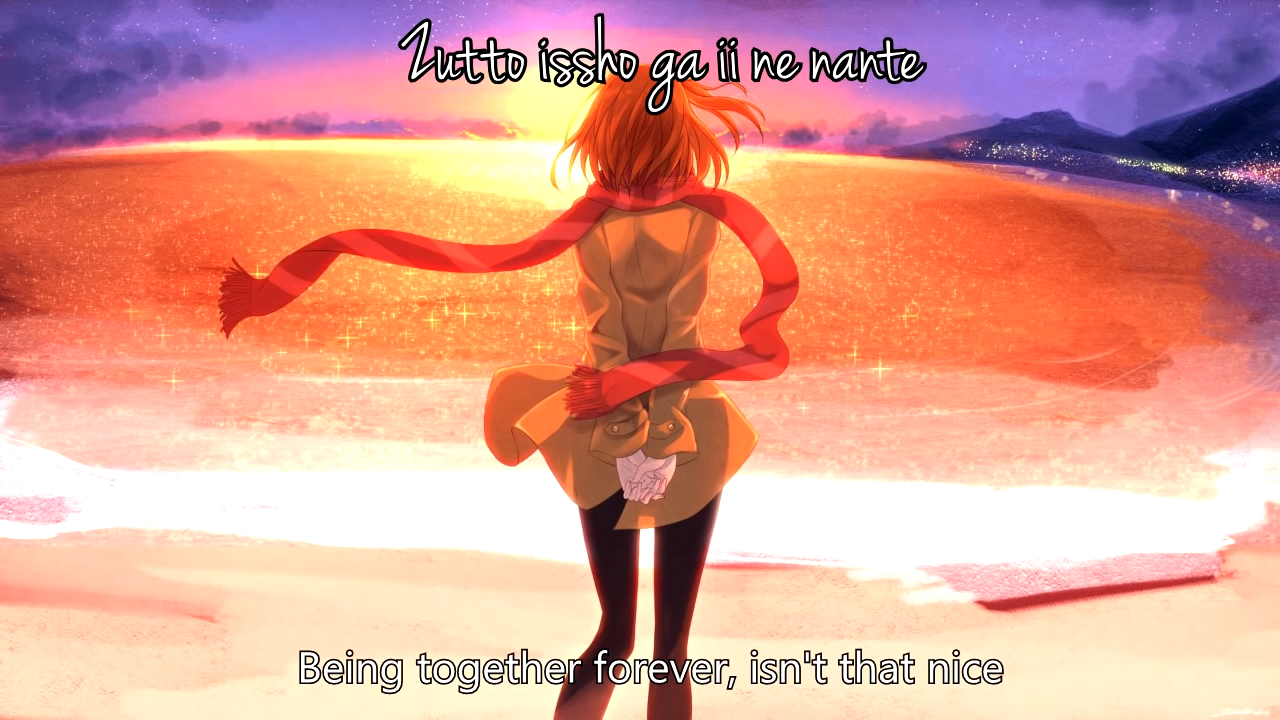 Zutto issho ga ii ne nante
Being together forever, isn't that nice